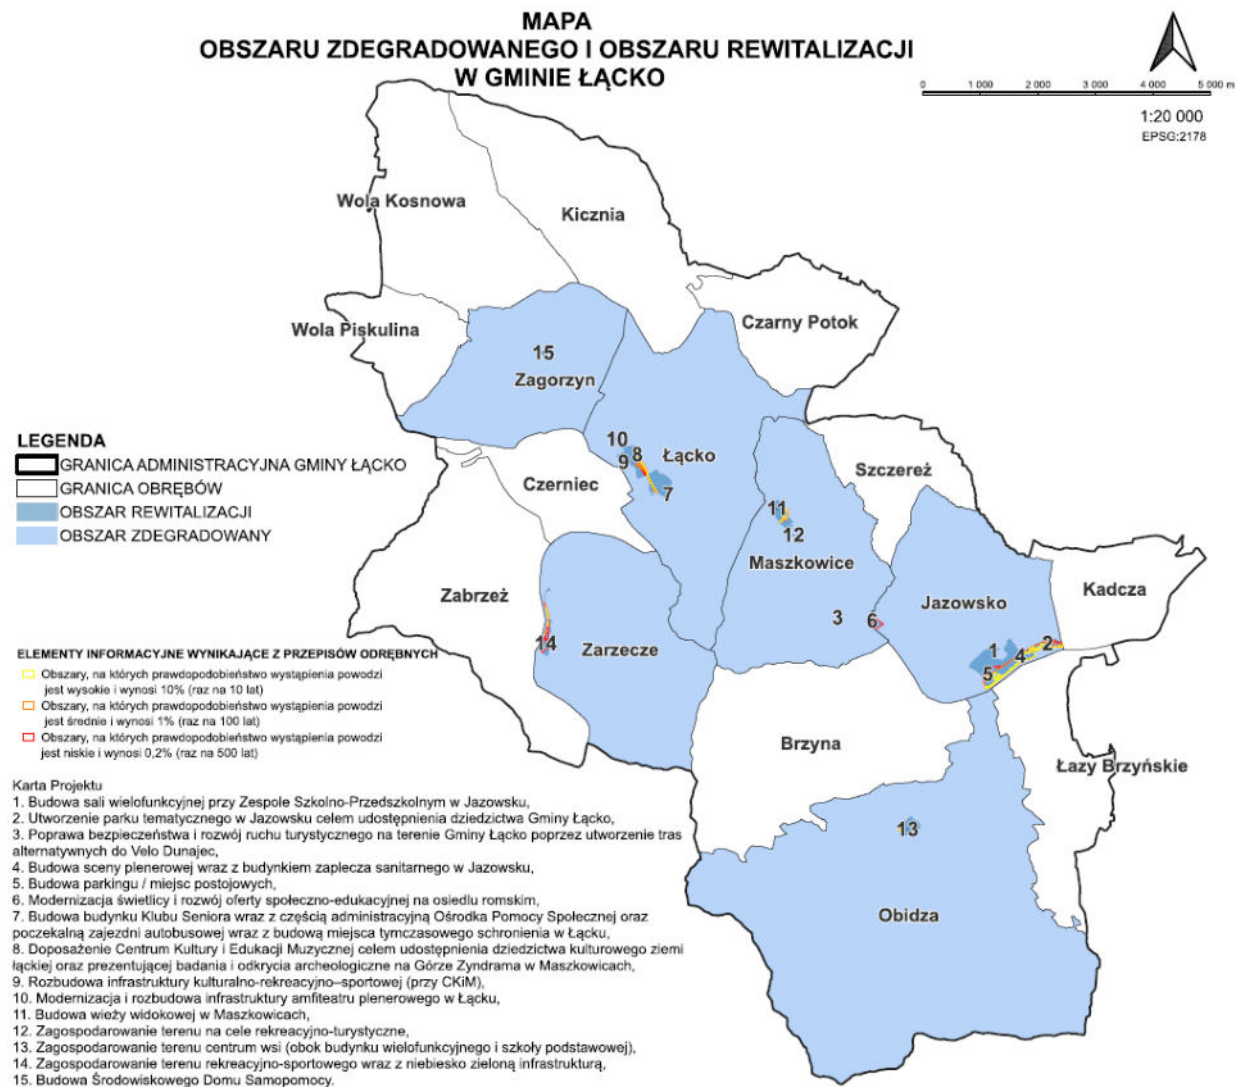 MAPA
OBSZARU ZDEGRADOWANEGO I OBSZARU REWITALIZACJI
W GMINIE ŁĄCKO
0 1 000 2 000 3 000 4 000 5 000 m
1:20 000
EPSG:2178
Wola Kosnowa
Kicznia
Wola Piskulina
Czarny Potok
15
Zagorzyn
LEGENDA
GRANICA ADMINISTRACYJNA GMINY ŁĄCKO
GRANICA OBRĘBÓW
OBSZAR REWITALIZACJI
OBSZAR ZDEGRADOWANY
10
8
9
Łącko
7
Czerniec
Szczereż
11
12
Maszkowice
Zabrzeż
3
6
Jazowsko
Kadcza
14
Zarzecze
1
2
4
5
ELEMENTY INFORMACYJNE WYNIKAJĄCE Z PRZEPISÓW ODRĘBNYCH
Obszary, na których prawdopodobieństwo wystąpienia powodzi
jest wysokie i wynosi 10% (raz na 10 lat)
Obszary, na których prawdopodobieństwo wystąpienia powodzi
jest średnie i wynosi 1% (raz na 100 lat)
Obszary, na których prawdopodobieństwo wystąpienia powodzi
jest niskie i wynosi 0,2% (raz na 500 lat)
Brzyna
Łazy Brzyńskie
13
Obidza
Karta Projektu
1. Budowa sali wielofunkcyjnej przy Zespole Szkolno-Przedszkolnym w Jazowsku,
2. Utworzenie parku tematycznego w Jazowsku celem udostępnienia dziedzictwa Gminy Łącko,
3. Poprawa bezpieczeństwa i rozwój ruchu turystycznego na terenie Gminy Łącko poprzez utworzenie tras
alternatywnych do Velo Dunajec,
4. Budowa sceny plenerowej wraz z budynkiem zaplecza sanitarnego w Jazowsku,
5. Budowa parkingu / miejsc postojowych,
6. Modernizacja świetlicy i rozwój oferty społeczno-edukacyjnej na osiedlu romskim,
7. Budowa budynku Klubu Seniora wraz z częścią administracyjną Ośrodka Pomocy Społecznej oraz
poczekalną zajezdni autobusowej wraz z budową miejsca tymczasowego schronienia w Łącku,
8. Doposażenie Centrum Kultury i Edukacji Muzycznej celem udostępnienia dziedzictwa kulturowego ziemi
łąckiej oraz prezentującej badania i odkrycia archeologiczne na Górze Zyndrama w Maszkowicach,
9. Rozbudowa infrastruktury kulturalno-rekreacyjno–sportowej (przy CKiM),
10. Modernizacja i rozbudowa infrastruktury amfiteatru plenerowego w Łącku,
11. Budowa wieży widokowej w Maszkowicach,
12. Zagospodarowanie terenu na cele rekreacyjno-turystyczne,
13. Zagospodarowanie terenu centrum wsi (obok budynku wielofunkcyjnego i szkoły podstawowej),
14. Zagospodarowanie terenu rekreacyjno-sportowego wraz z niebiesko zieloną infrastrukturą,
15. Budowa Środowiskowego Domu Samopomocy.